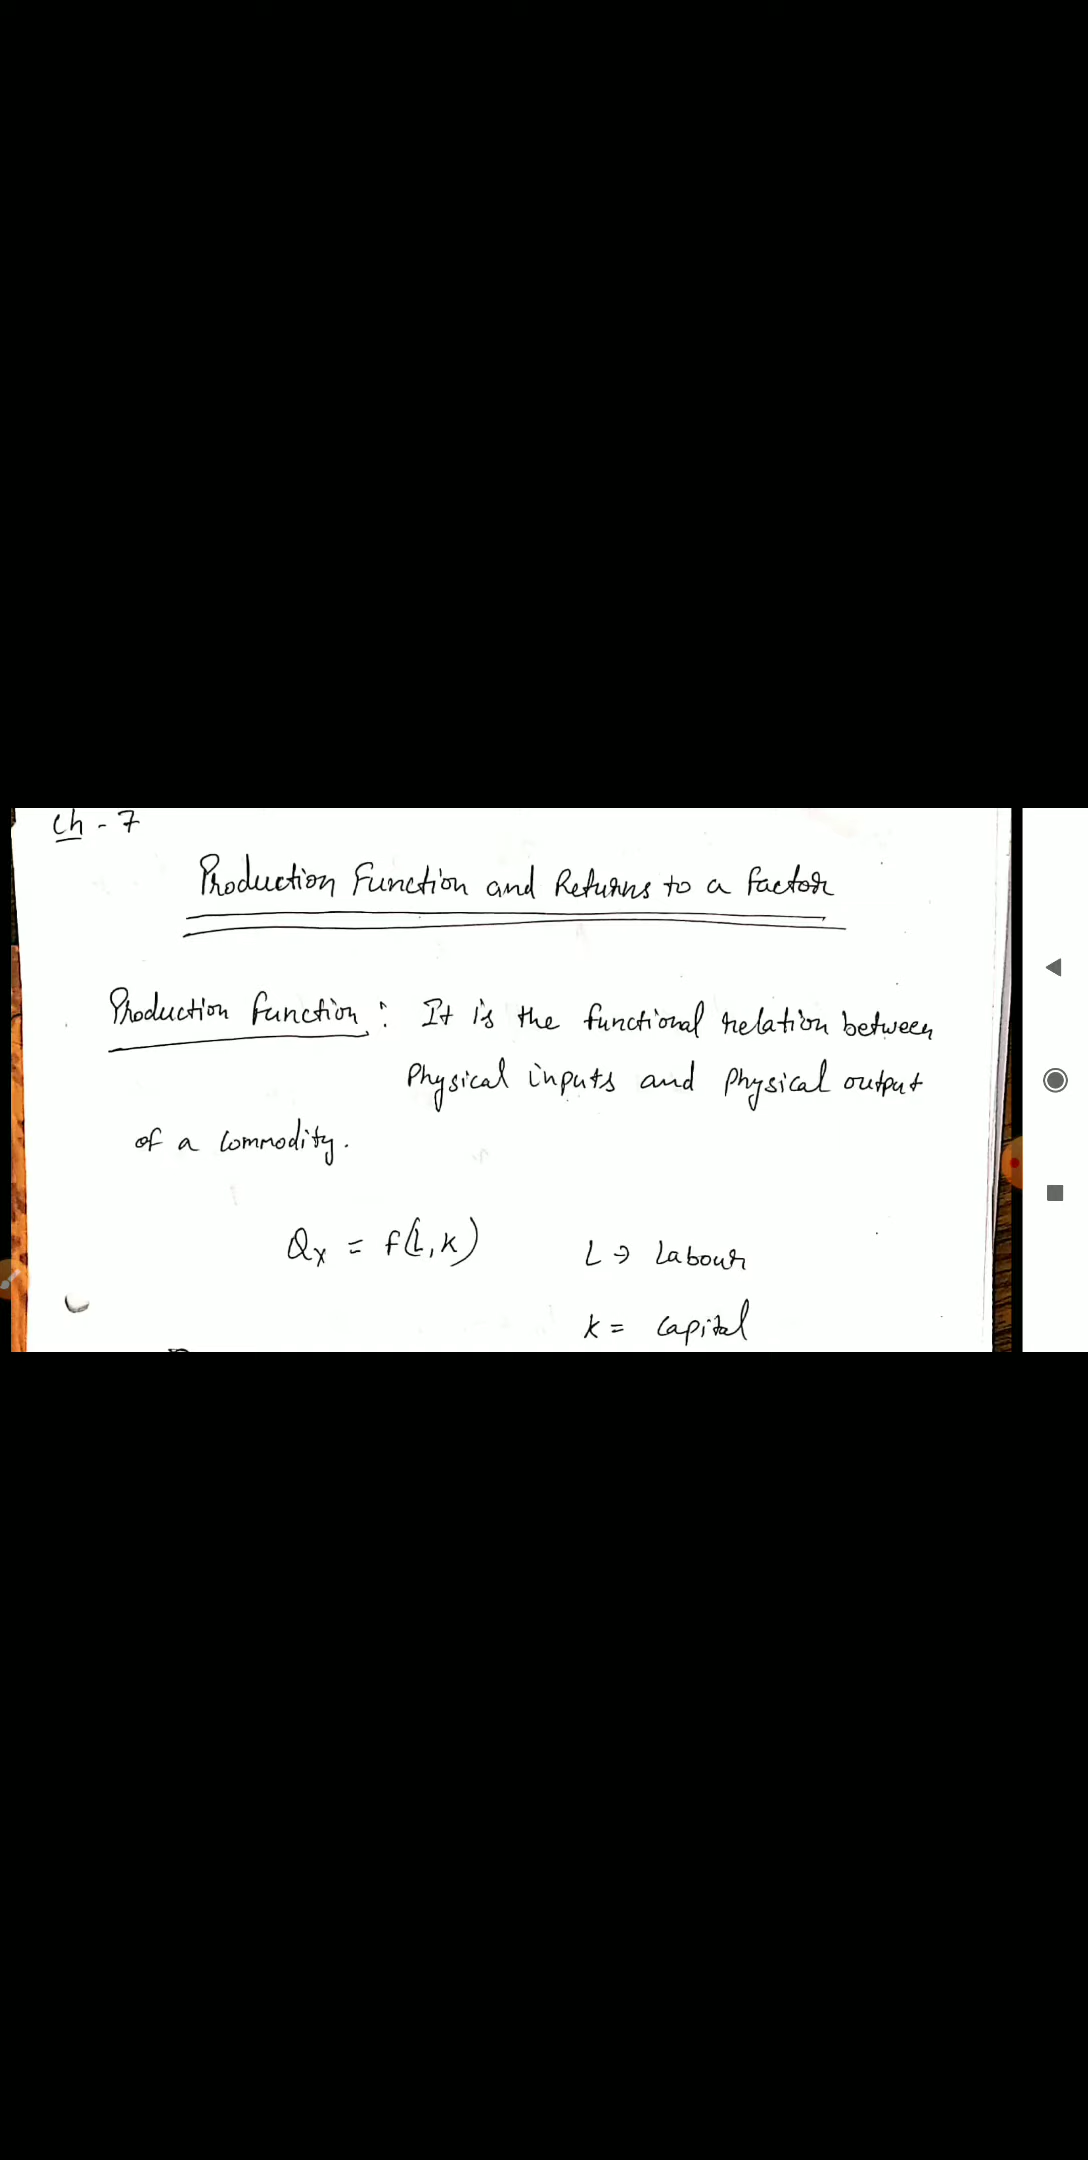 Ch - 7
Production Function and Returns to a factor
Production function : It is the functional relation between
Physical inputs and physical output
of a commodity.
Qx = f(L, K)
L → Labour
K = Capital